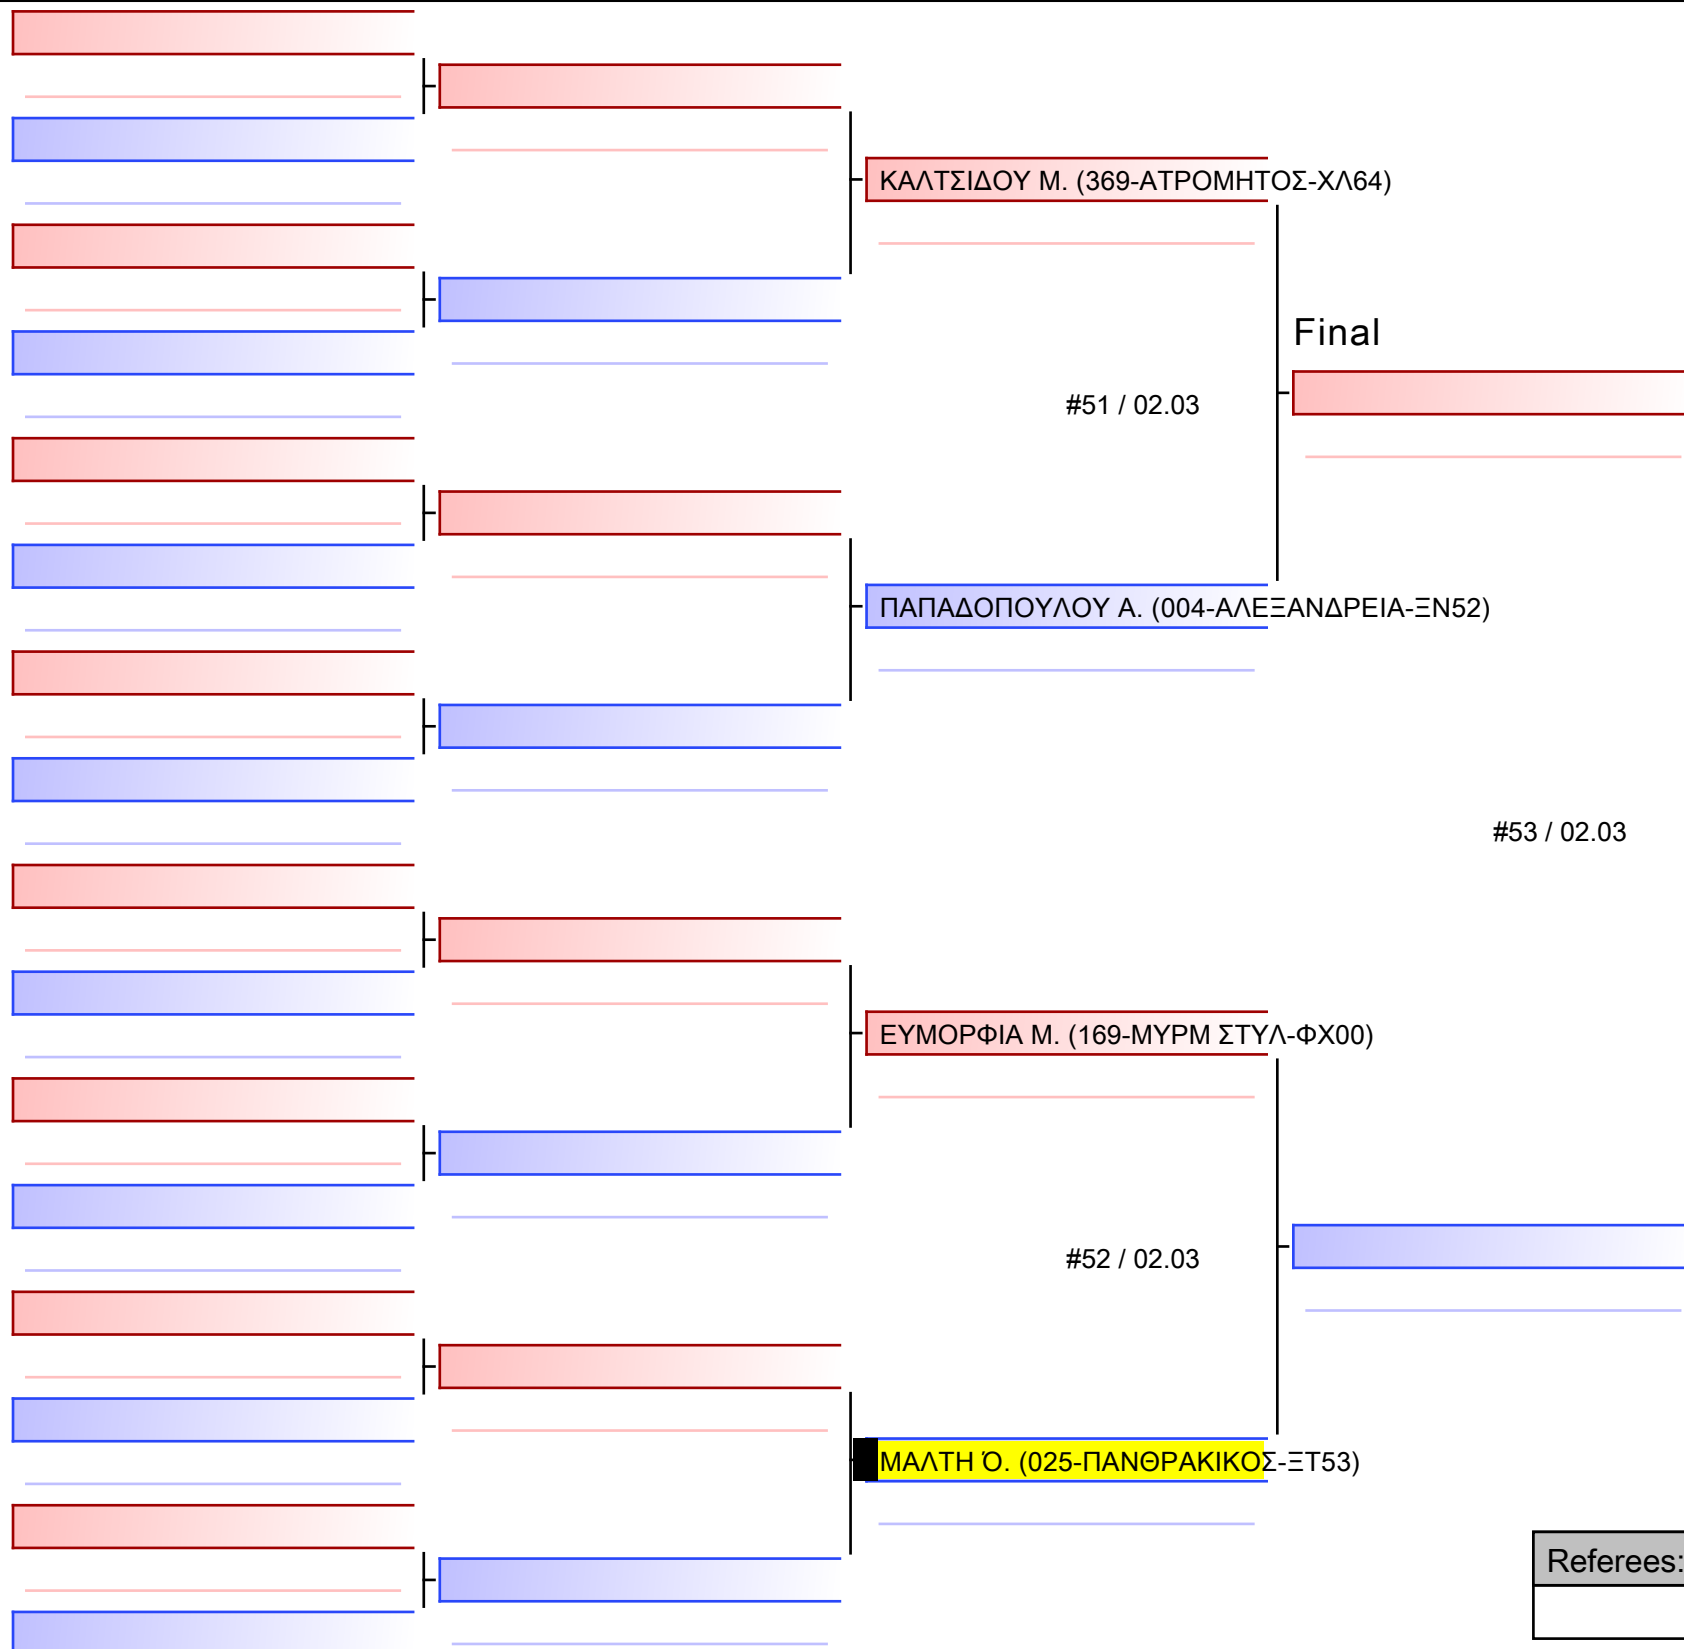 ΚΑΛΤΣΙΔΟΥ Μ. (369-ΑΤΡΟΜΗΤΟΣ-ΧΛ64)
Final
#51 / 02.03
ΠΑΠΑΔΟΠΟΥΛΟΥ Α. (004-ΑΛΕΞΑΝΔΡΕΙΑ-ΞΝ52)
#53 / 02.03
ΕΥΜΟΡΦΙΑ Μ. (169-ΜΥΡΜ ΣΤΥΛ-ΦΧ00)
#52 / 02.03
ΜΑΛΤΗ Ό. (025-ΠΑΝΘΡΑΚΙΚΟΣ-ΞΤ53)
Referees: